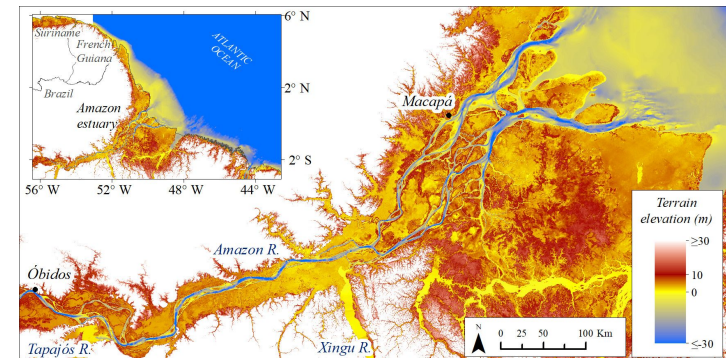 6° N
2° N
2° S
56° W
52° W
48° W
44° W
Suriname
French
Guiana
Brazil
ATLANTIC
OCEAN
Amazon
estuary
Macapá
Amazon R.
Óbidos
Tapajós R.
Xingu R.
Terrain
elevation (m)
≥30
10
0
≤-30
N
0 25 50 100 Km